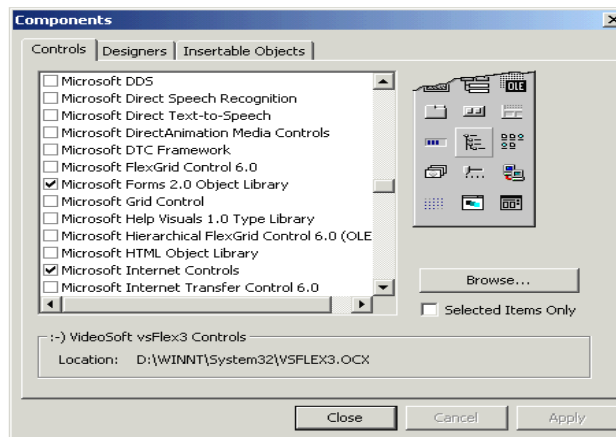 Components
Controls
Designers
Insertable Objects
Microsoft DDS
Microsoft Direct Speech Recognition
Microsoft Direct Text-to-Speech
Microsoft DirectAnimation Media Controls
Microsoft DTC Framework
Microsoft FlexGrid Control 6.0
Microsoft Forms 2.0 Object Library
Microsoft Grid Control
Microsoft Help Visuals 1.0 Type Library
Microsoft Hierarchical FlexGrid Control 6.0 (OLE
Microsoft HTML Object Library
Microsoft Internet Controls
Microsoft Internet Transfer Control 6.0
OLE
Browse...
Selected Items Only
:-) VideoSoft vsFlex3 Controls
Location: D:\WINNT\System32\VSFLEX3.OCX
Close
Cancel
Apply